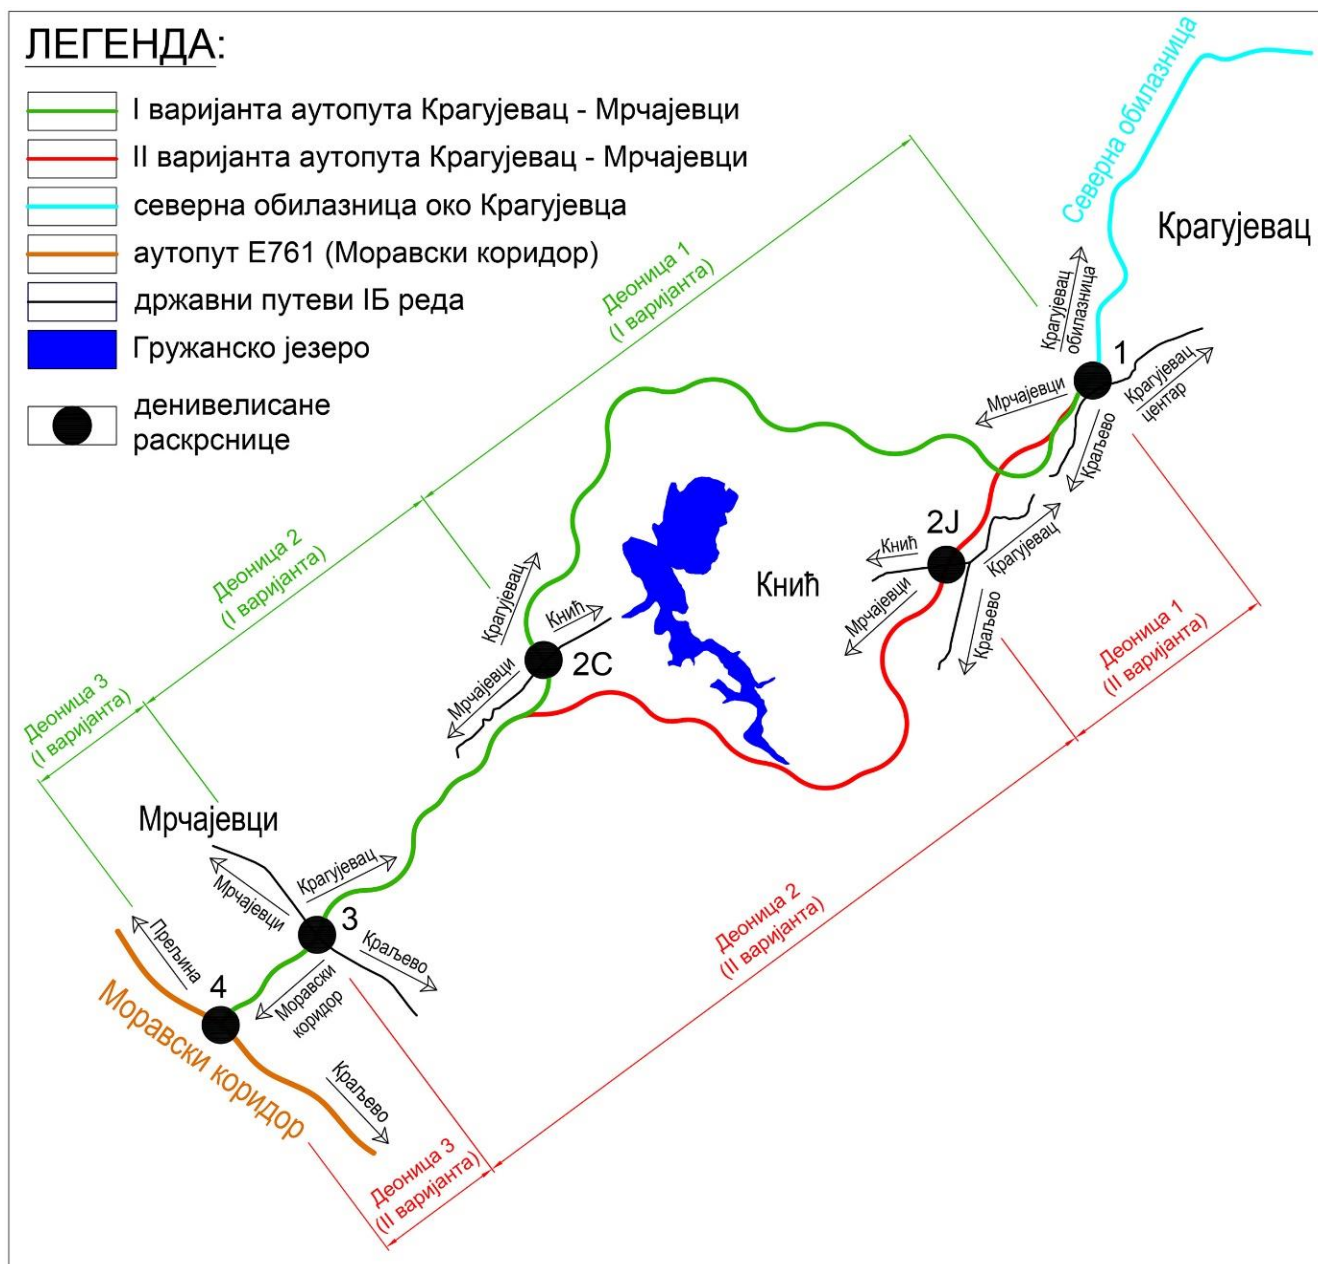 ЛЕГЕНДА:
I варијанта аутопута Крагујевац - Мрчајевци
II варијанта аутопута Крагујевац - Мрчајевци
северна обилазница око Крагујевца
аутопут Е761 (Моравски коридор)
државни путеви IБ реда
Гружанско језеро
денивелисане
раскрснице
Северна обилазница
Крагујевац
Деоница 1
(I варијанта)
Крагујевац
обилазница
1
Крагујевац
центар
Мрчајевци
Краљево
Деоница 2
(I варијанта)
2Ј
Кнић
Крагујевац
Мрчајевци
Краљево
Кнић
Крагујевац
Кнић
2С
Мрчајевци
Деоница 1
(II варијанта)
Деоница 3
(I варијанта)
Мрчајевци
Крагујевац
Мрчајевци
3
Краљево
Моравски
коридор
Прељина
4
Моравски коридор
Краљево
Деоница 2
(II варијанта)
Деоница 3
(II варијанта)